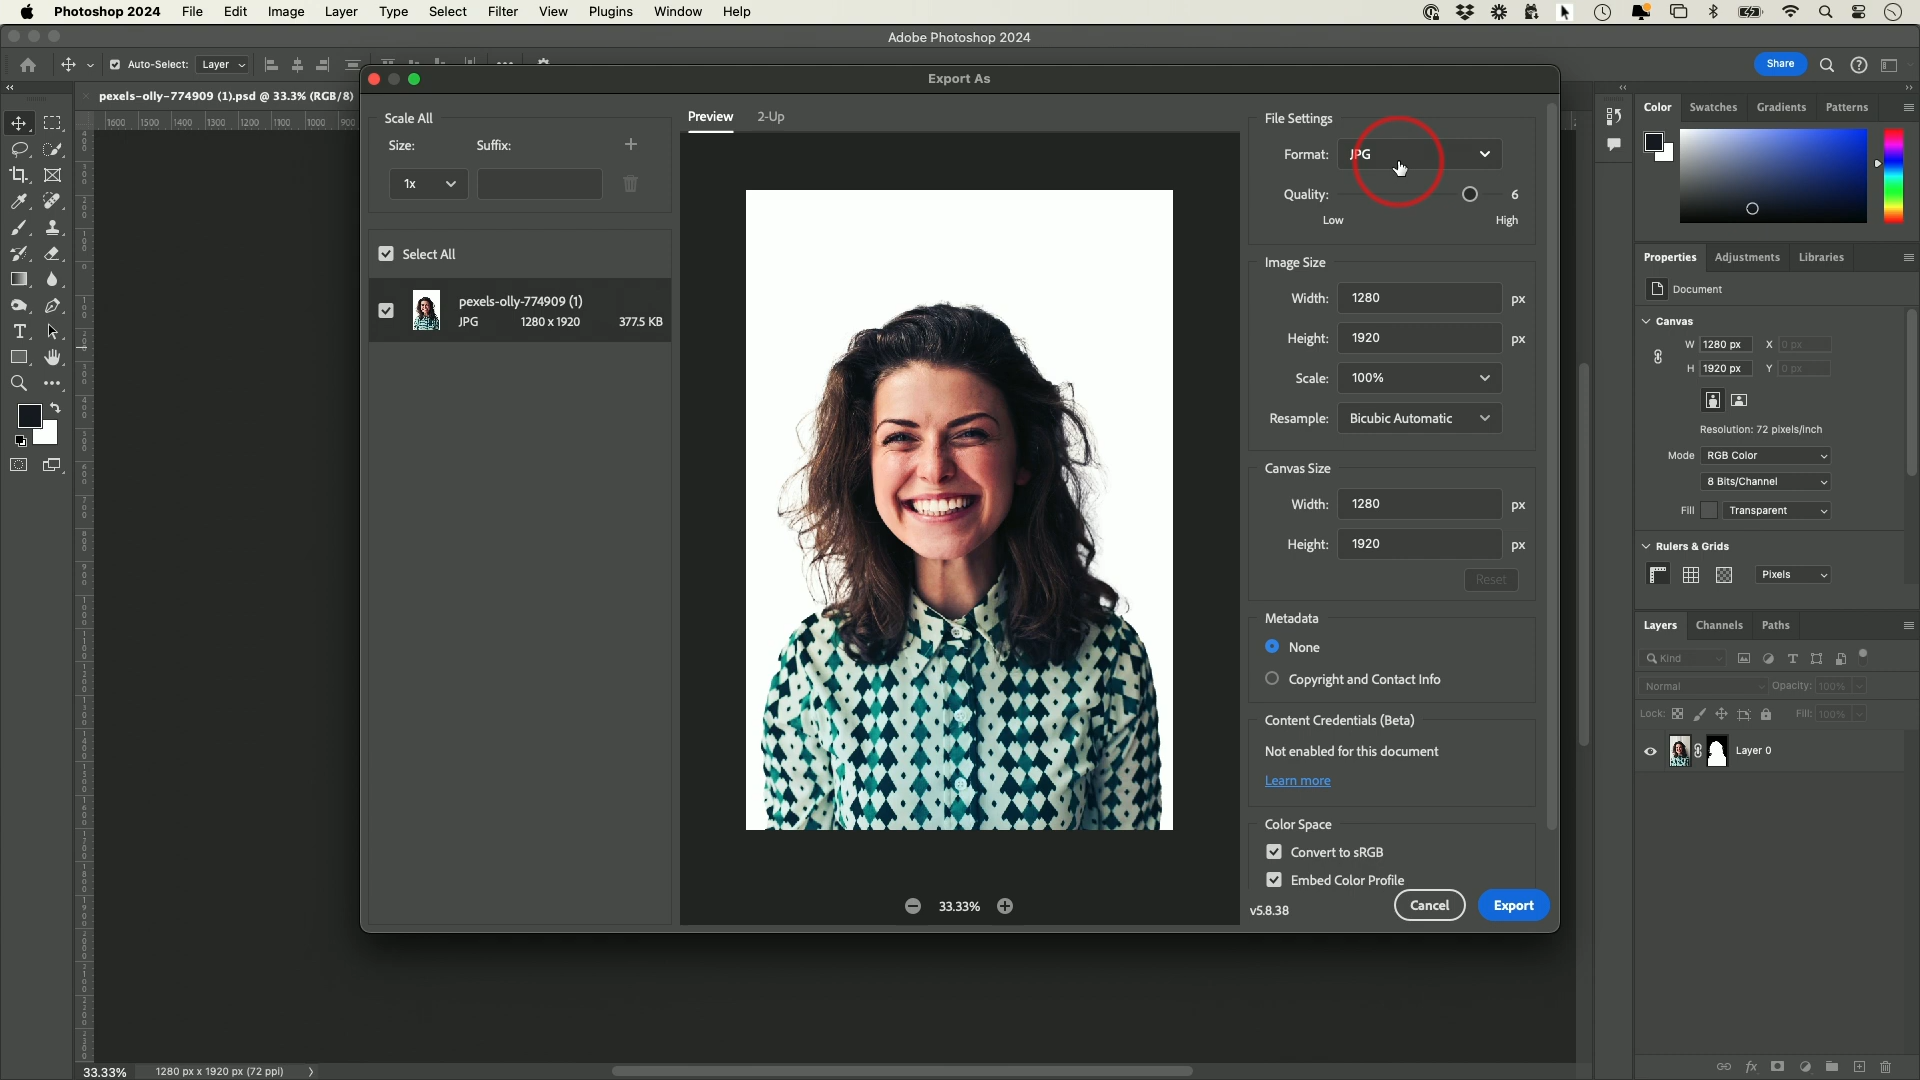 Photoshop 2024 File Edit Image Layer Type Select Filter View Plugins Window Help
Adobe Photoshop 2024
Auto-Select: Layer
Share
pexels-olly-774909 (1).psd @ 33.3% (RGB/8)
1600 1500 1400 1300 1200 1100 1000 900
Export As
Scale All
Size: Suffix:
1x
Select All
pexels-olly-774909 (1)
JPG 1280 x 1920 377.5 KB
Preview 2-Up
33.33%
File Settings
Format: JPG
Quality: 6
Low High
Image Size
Width: 1280 px
Height: 1920 px
Scale: 100%
Resample: Bicubic Automatic
Canvas Size
Width: 1280 px
Height: 1920 px
Reset
Metadata
None
Copyright and Contact Info
Content Credentials (Beta)
Not enabled for this document
Learn more
Color Space
Convert to sRGB
Embed Color Profile
v5.8.38 Cancel Export
Color Swatches Gradients Patterns
Properties Adjustments Libraries
Document
Canvas
W 1280 px X 0 px
H 1920 px Y 0 px
Resolution: 72 pixels/inch
Mode RGB Color
8 Bits/Channel
Fill Transparent
Rulers & Grids
Pixels
Layers Channels Paths
Kind
Normal Opacity: 100%
Lock: Fill: 100%
Layer 0
33.33% 1280 px x 1920 px (72 ppi)